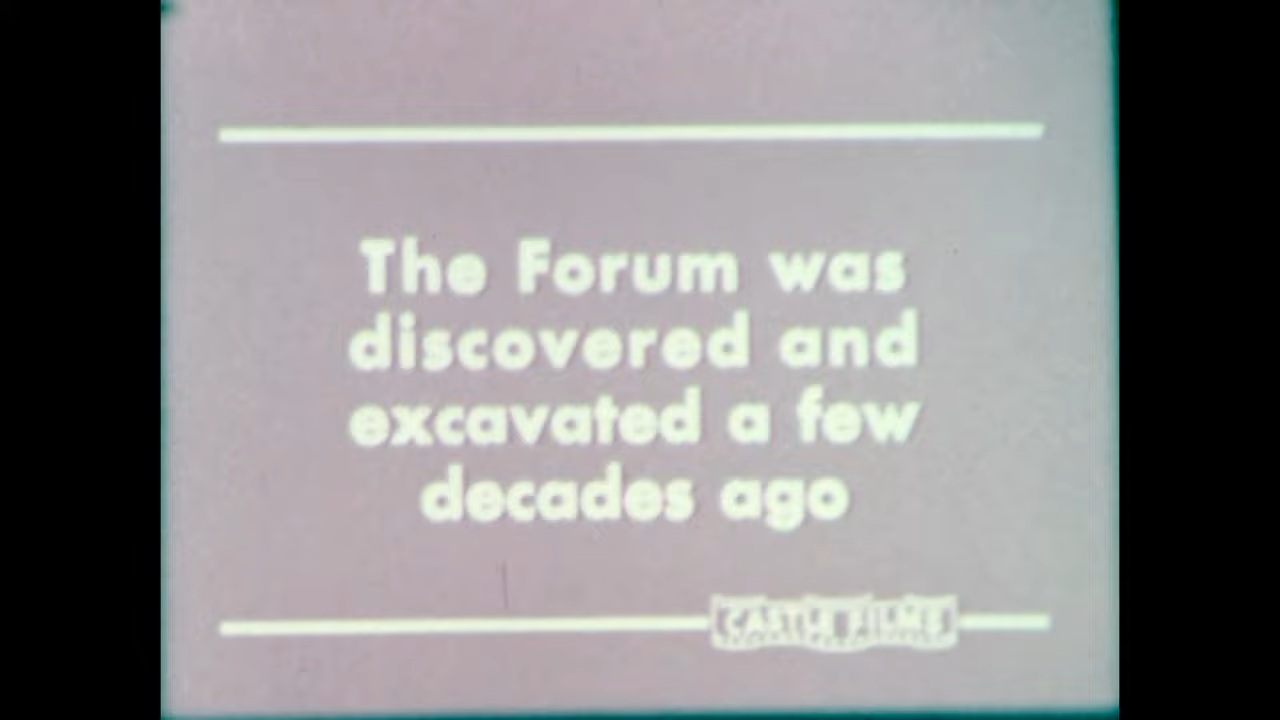 The Forum was
discovered and
excavated a few
decades ago
CASTLE FILMS